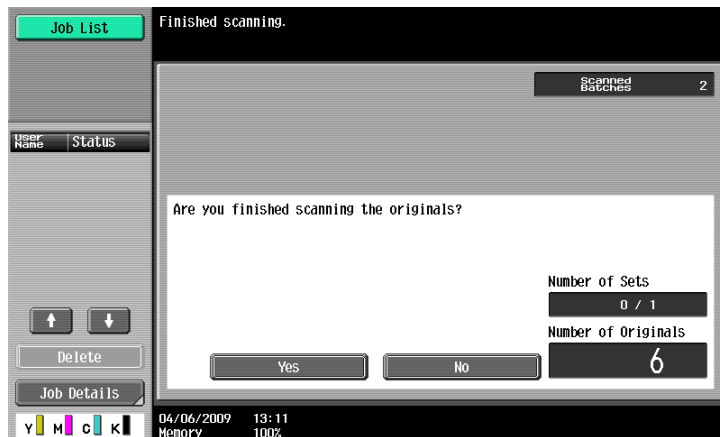 Job List
Finished scanning.
Scanned
Batches 2
User
Name Status
Are you finished scanning the originals?
Number of Sets
0 / 1
Number of Originals
6
Yes No
Delete
Job Details
Y M C K
04/06/2009 13:11
Memory 100%